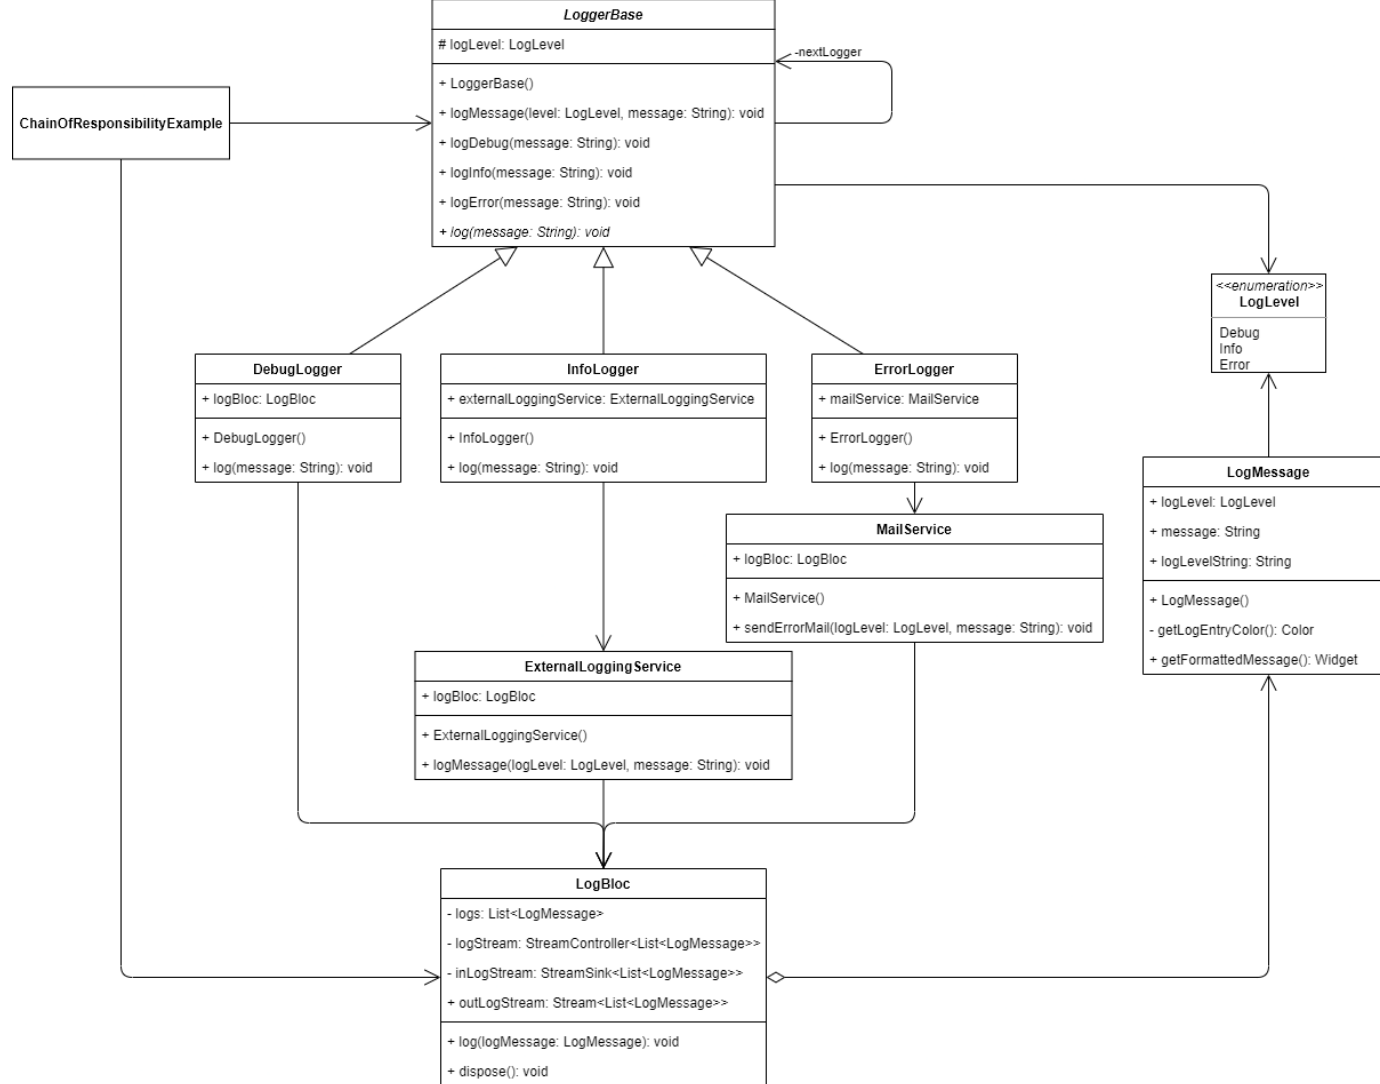 LoggerBase
# logLevel: LogLevel
+ LoggerBase()
+ logMessage(level: LogLevel, message: String): void
+ logDebug(message: String): void
+ logInfo(message: String): void
+ logError(message: String): void
+ log(message: String): void
-nextLogger
ChainOfResponsibilityExample
<<enumeration>>
LogLevel
Debug
Info
Error
DebugLogger
+ logBloc: LogBloc
+ DebugLogger()
+ log(message: String): void
InfoLogger
+ externalLoggingService: ExternalLoggingService
+ InfoLogger()
+ log(message: String): void
ErrorLogger
+ mailService: MailService
+ ErrorLogger()
+ log(message: String): void
LogMessage
+ logLevel: LogLevel
+ message: String
+ logLevelString: String
+ LogMessage()
- getLogEntryColor(): Color
+ getFormattedMessage(): Widget
MailService
+ logBloc: LogBloc
+ MailService()
+ sendErrorMail(logLevel: LogLevel, message: String): void
ExternalLoggingService
+ logBloc: LogBloc
+ ExternalLoggingService()
+ logMessage(logLevel: LogLevel, message: String): void
LogBloc
- logs: List<LogMessage>
- logStream: StreamController<List<LogMessage>>
- inLogStream: StreamSink<List<LogMessage>>
+ outLogStream: Stream<List<LogMessage>>
+ log(logMessage: LogMessage): void
+ dispose(): void